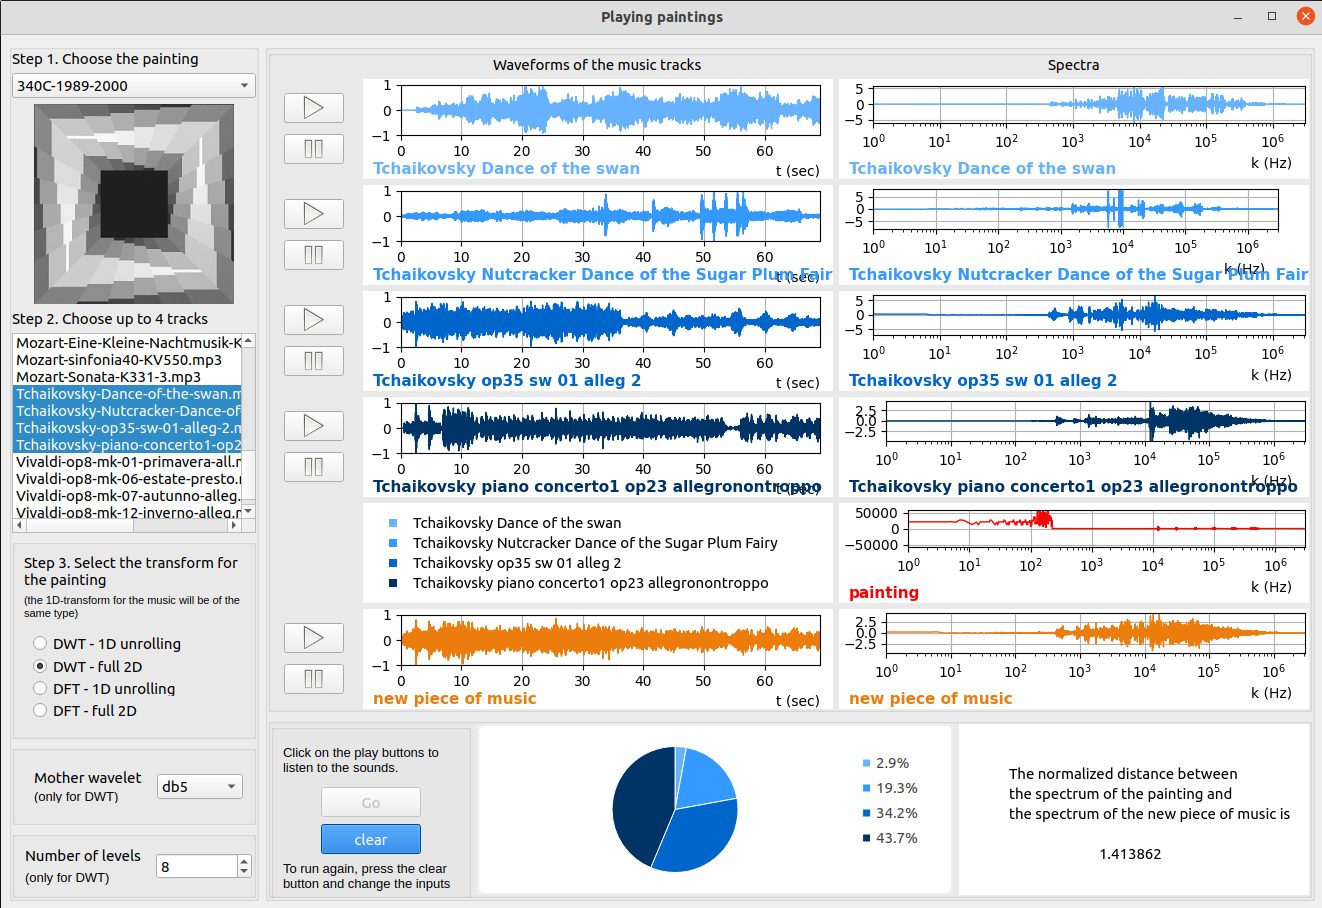 Playing paintings
Step 1. Choose the painting
340C-1989-2000
Step 2. Choose up to 4 tracks
Mozart-Eine-Kleine-Nachtmusik-K
Mozart-sinfonia40-KV550.mp3
Mozart-Sonata-K331-3.mp3
Tchaikovsky-Dance-of-the-swan.m
Tchaikovsky-Nutcracker-Dance-of
Tchaikovsky-op35-sw-01-alleg-2.m
Tchaikovsky-piano-concerto1-op2
Vivaldi-op8-mk-01-primavera-all.m
Vivaldi-op8-mk-06-estate-presto.r
Vivaldi-op8-mk-07-autunno-alleg.
Vivaldi-op8-mk-12-inverno-alleg.m
Step 3. Select the transform for
the painting
(the 1D-transform for the music will be of the
same type)
DWT - 1D unrolling
DWT - full 2D
DFT - 1D unrolling
DFT - full 2D
Mother wavelet
(only for DWT)
db5
Number of levels
(only for DWT)
8
Waveforms of the music tracks
Spectra
1
0
−1
0 10 20 30 40 50 60
t (sec)
Tchaikovsky Dance of the swan
5
0
−5
10^0 10^1 10^2 10^3 10^4 10^5 10^6
k (Hz)
Tchaikovsky Dance of the swan
1
0
−1
0 10 20 30 40 50 60
t (sec)
Tchaikovsky Nutcracker Dance of the Sugar Plum Fair
5
0
−5
10^0 10^1 10^2 10^3 10^4 10^5 10^6
k (Hz)
Tchaikovsky Nutcracker Dance of the Sugar Plum Fair
1
0
−1
0 10 20 30 40 50 60
t (sec)
Tchaikovsky op35 sw 01 alleg 2
5
0
−5
10^0 10^1 10^2 10^3 10^4 10^5 10^6
k (Hz)
Tchaikovsky op35 sw 01 alleg 2
1
0
−1
0 10 20 30 40 50 60
t (sec)
Tchaikovsky piano concerto1 op23 allegronontroppo
2.5
0.0
−2.5
10^0 10^1 10^2 10^3 10^4 10^5 10^6
k (Hz)
Tchaikovsky piano concerto1 op23 allegronontroppo
Tchaikovsky Dance of the swan
Tchaikovsky Nutcracker Dance of the Sugar Plum Fairy
Tchaikovsky op35 sw 01 alleg 2
Tchaikovsky piano concerto1 op23 allegronontroppo
50000
0
−50000
10^0 10^1 10^2 10^3 10^4 10^5 10^6
k (Hz)
painting
1
0
−1
0 10 20 30 40 50 60
t (sec)
new piece of music
2.5
0.0
−2.5
10^0 10^1 10^2 10^3 10^4 10^5 10^6
k (Hz)
new piece of music
Click on the play buttons to
listen to the sounds.
Go
clear
To run again, press the clear
button and change the inputs
2.9%
19.3%
34.2%
43.7%
The normalized distance between
the spectrum of the painting and
the spectrum of the new piece of music is
1.413862